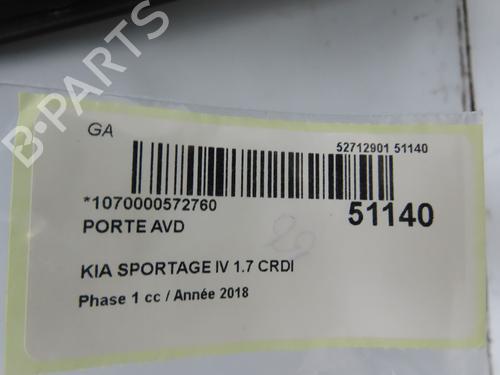 B-PARTS
GA
52712901 51140
*1070000572760
51140
PORTE AVD
22
KIA SPORTAGE IV 1.7 CRDI
Phase 1 cc / Année 2018